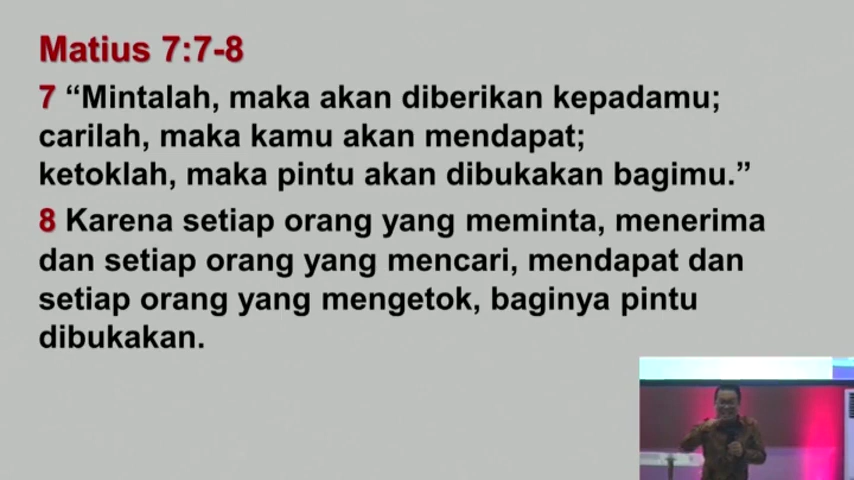 Matius 7:7-8
7 “Mintalah, maka akan diberikan kepadamu;
carilah, maka kamu akan mendapat;
ketoklah, maka pintu akan dibukakan bagimu.”
8 Karena setiap orang yang meminta, menerima
dan setiap orang yang mencari, mendapat dan
setiap orang yang mengetok, baginya pintu
dibukakan.